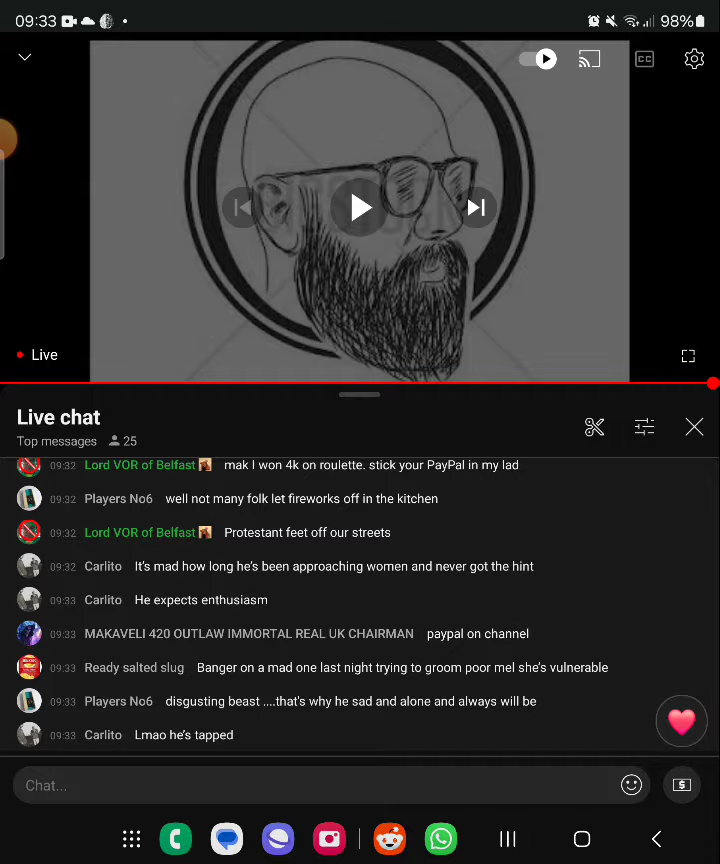 09:33
98%
CC
Live
Live chat
Top messages 25
09:32 Lord VOR of Belfast mak I won 4k on roulette. stick your PayPal in my lad
09:32 Players No6 well not many folk let fireworks off in the kitchen
09:32 Lord VOR of Belfast Protestant feet off our streets
09:32 Carlito It's mad how long he's been approaching women and never got the hint
09:33 Carlito He expects enthusiasm
09:33 MAKAVELI 420 OUTLAW IMMORTAL REAL UK CHAIRMAN paypal on channel
09:33 Ready salted slug Banger on a mad one last night trying to groom poor mel she's vulnerable
09:33 Players No6 disgusting beast ....that's why he sad and alone and always will be
09:33 Carlito Lmao he's tapped
Chat...